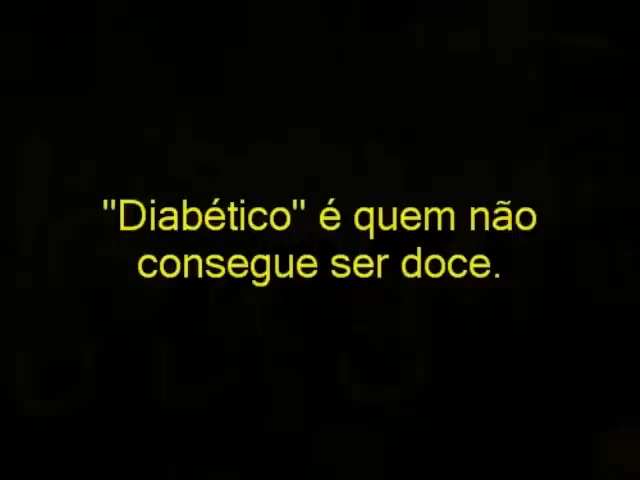 "Diabético" é quem não
consegue ser doce.